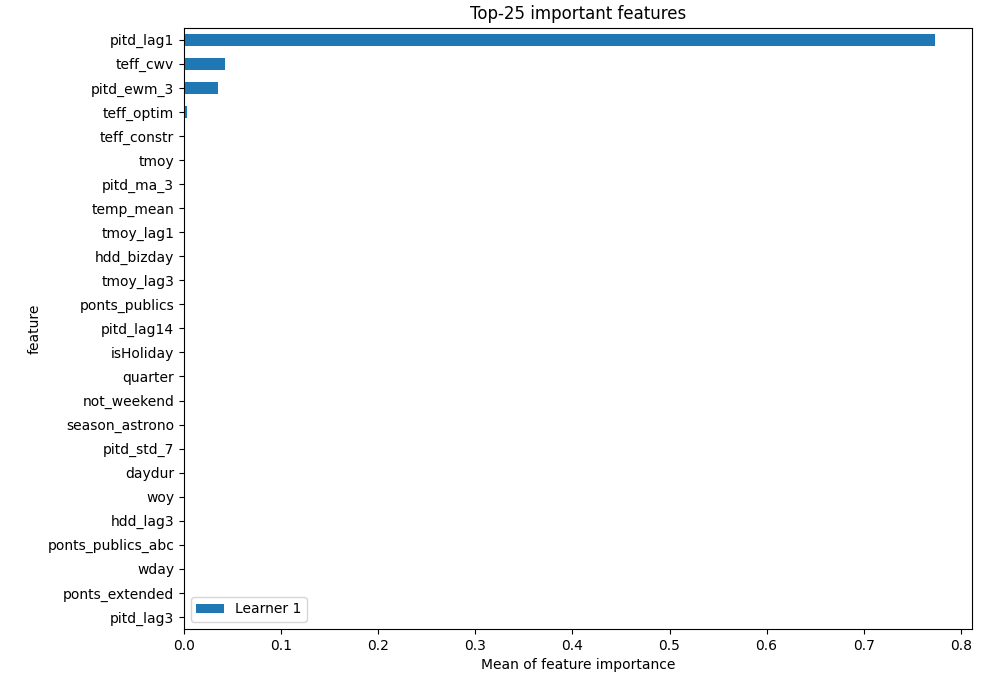 Top-25 important features
pitd_lag1
teff_cwv
pitd_ewm_3
teff_optim
teff_constr
tmoy
pitd_ma_3
temp_mean
tmoy_lag1
hdd_bizday
tmoy_lag3
ponts_publics
pitd_lag14
isHoliday
quarter
not_weekend
season_astrono
pitd_std_7
daydur
woy
hdd_lag3
ponts_publics_abc
wday
ponts_extended
pitd_lag3
feature
Learner 1
0.0 0.1 0.2 0.3 0.4 0.5 0.6 0.7 0.8
Mean of feature importance